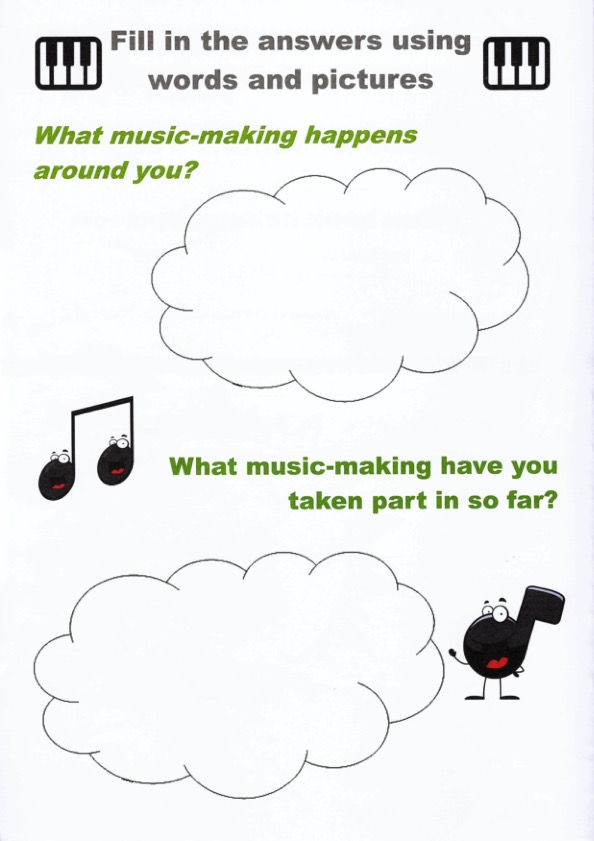 Fill in the answers using
words and pictures
What music-making happens
around you?
What music-making have you
taken part in so far?